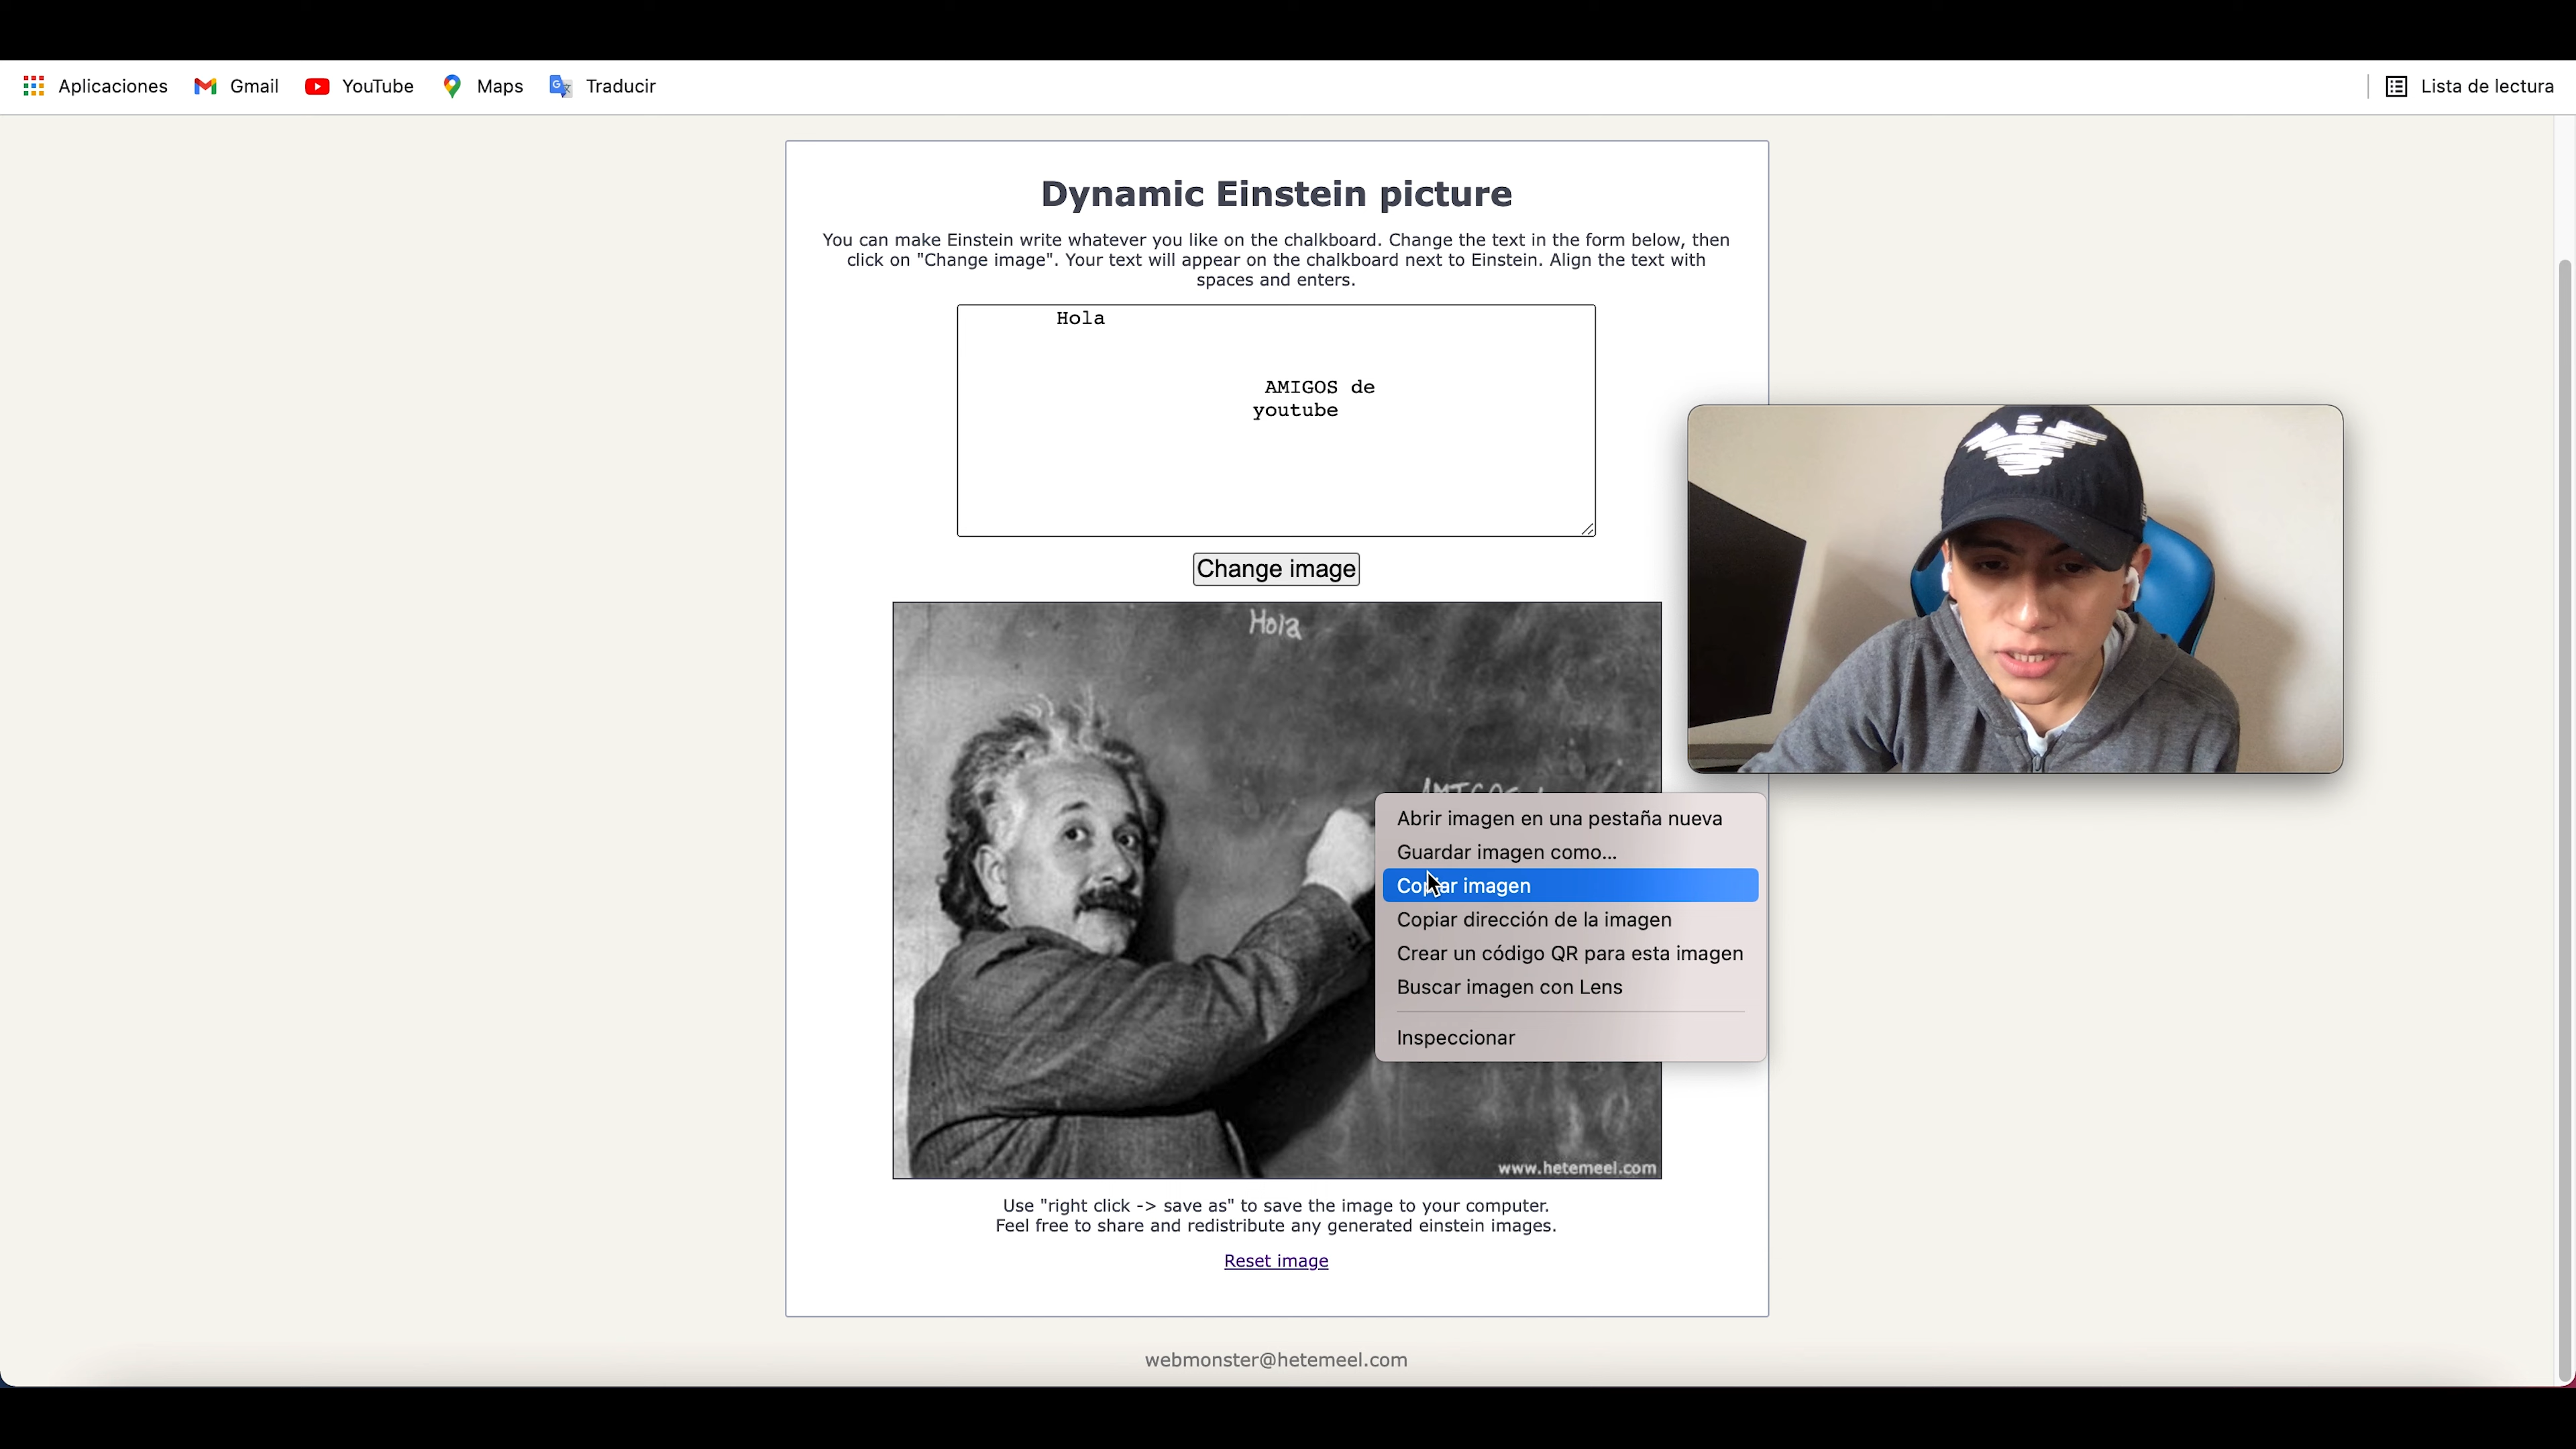 Aplicaciones Gmail YouTube Maps Traducir Lista de lectura
Dynamic Einstein picture
You can make Einstein write whatever you like on the chalkboard. Change the text in the form below, then
click on "Change image". Your text will appear on the chalkboard next to Einstein. Align the text with
spaces and enters.
Hola
AMIGOS de
youtube
Change image
Hola
AMIGOS
Abrir imagen en una pestaña nueva
Guardar imagen como...
Copiar imagen
Copiar dirección de la imagen
Crear un código QR para esta imagen
Buscar imagen con Lens
Inspeccionar
www.hetemeel.com
Use "right click -> save as" to save the image to your computer.
Feel free to share and redistribute any generated einstein images.
Reset image
webmonster@hetemeel.com